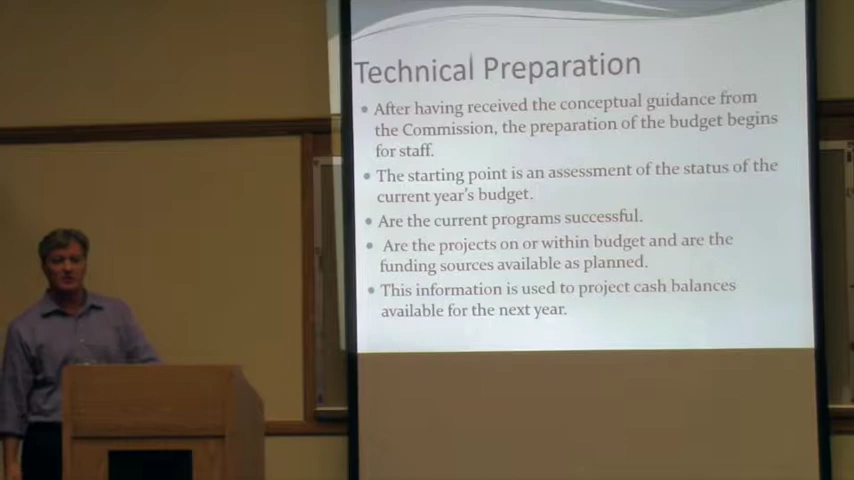 Technical Preparation
• After having received the conceptual guidance from
the Commission, the preparation of the budget begins
for staff.
• The starting point is an assessment of the status of the
current year's budget.
• Are the current programs successful.
• Are the projects on or within budget and are the
funding sources available as planned.
• This information is used to project cash balances
available for the next year.